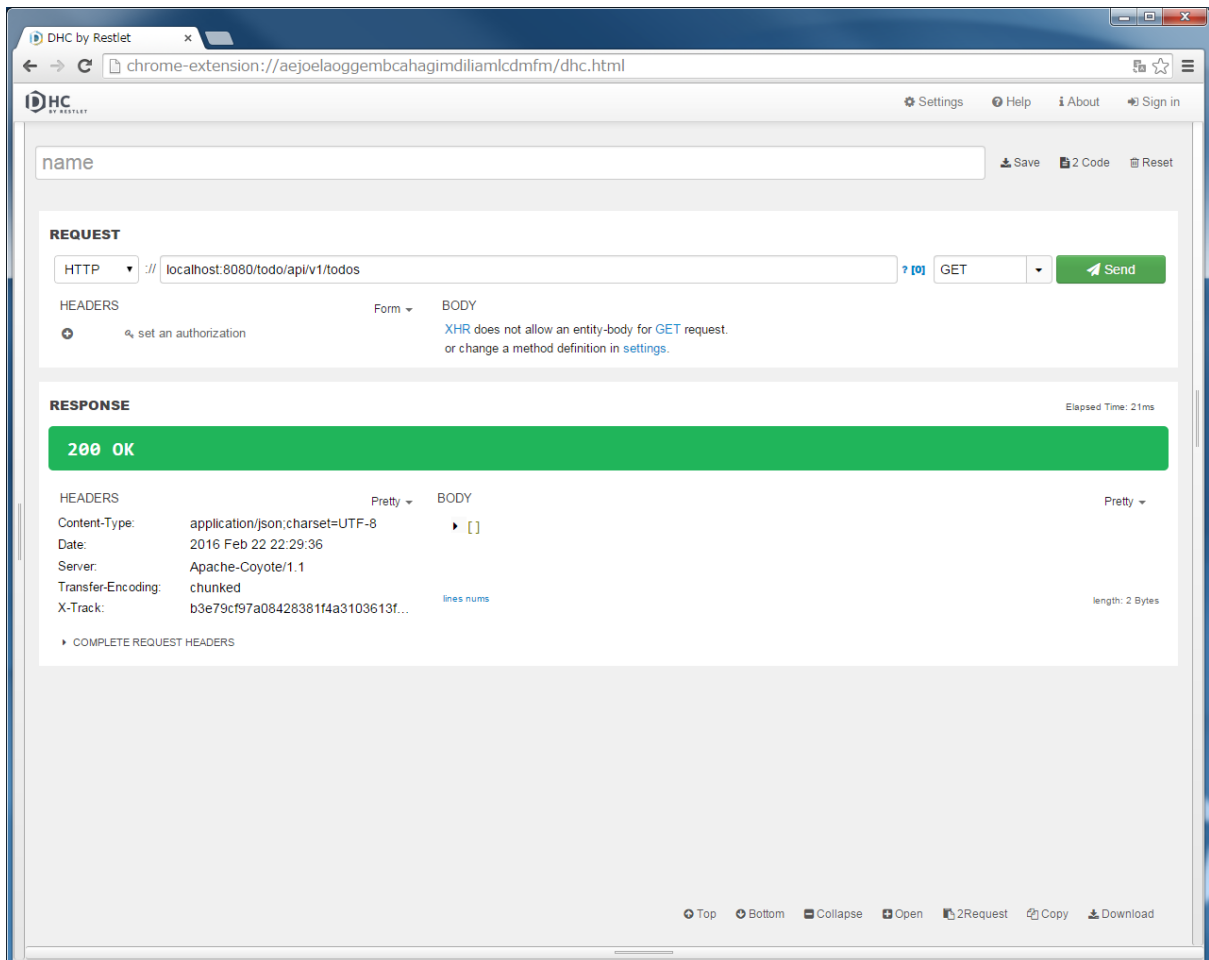 DHC by Restlet
chrome-extension://aejoelaoggembcahagimdiliamlcdmfm/dhc.html
DHC BY RESTLET
Settings Help About Sign in
name
Save 2 Code Reset
REQUEST
HTTP :// localhost:8080/todo/api/v1/todos ? [0] GET Send
HEADERS Form BODY
set an authorization
XHR does not allow an entity-body for GET request.
or change a method definition in settings.
RESPONSE
Elapsed Time: 21ms
200 OK
HEADERS Pretty BODY Pretty
Content-Type: application/json;charset=UTF-8
[]
Date: 2016 Feb 22 22:29:36
Server: Apache-Coyote/1.1
Transfer-Encoding: chunked
X-Track: b3e79cf97a08428381f4a3103613f...
lines nums
length: 2 Bytes
COMPLETE REQUEST HEADERS
Top Bottom Collapse Open 2Request Copy Download